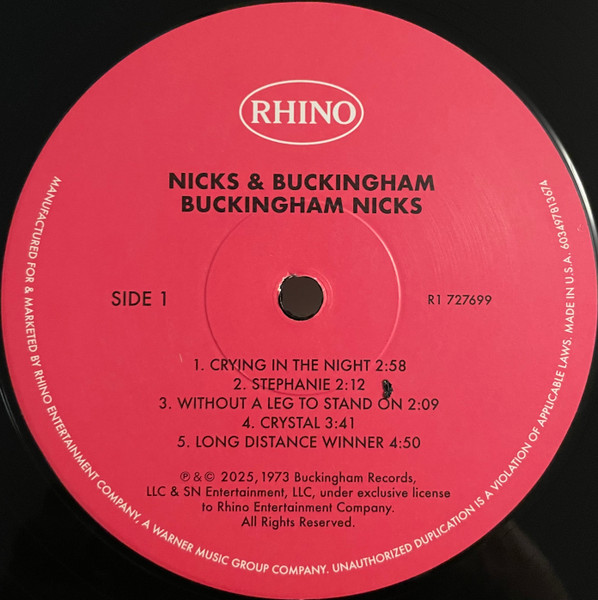 RHINO
NICKS & BUCKINGHAM
BUCKINGHAM NICKS
SIDE 1
R1 727699
1. CRYING IN THE NIGHT 2:58
2. STEPHANIE 2:12
3. WITHOUT A LEG TO STAND ON 2:09
4. CRYSTAL 3:41
5. LONG DISTANCE WINNER 4:50
℗ & © 2025, 1973 Buckingham Records,
LLC & SN Entertainment, LLC, under exclusive license
to Rhino Entertainment Company.
All Rights Reserved.
MANUFACTURED FOR & MARKETED BY RHINO ENTERTAINMENT COMPANY, A WARNER MUSIC GROUP COMPANY. UNAUTHORIZED DUPLICATION IS A VIOLATION OF APPLICABLE LAWS. MADE IN U.S.A. 60349781367A